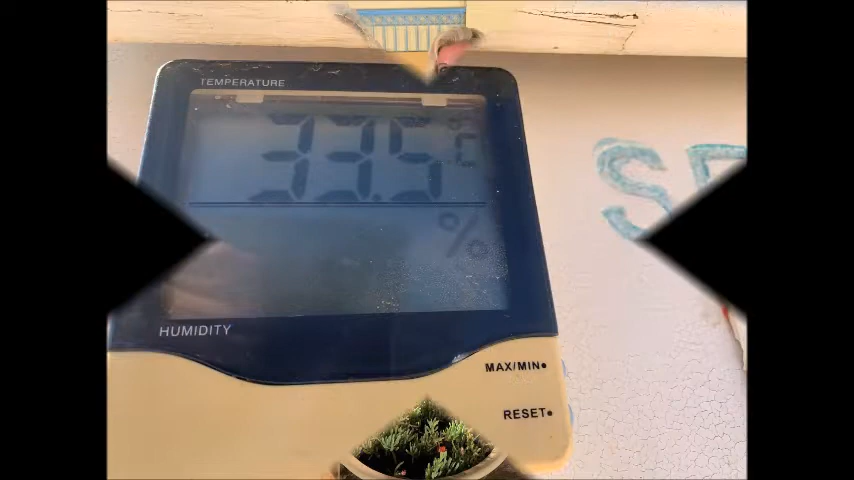 TEMPERATURE
33.5 °C
%
HUMIDITY
MAX/MIN
RESET